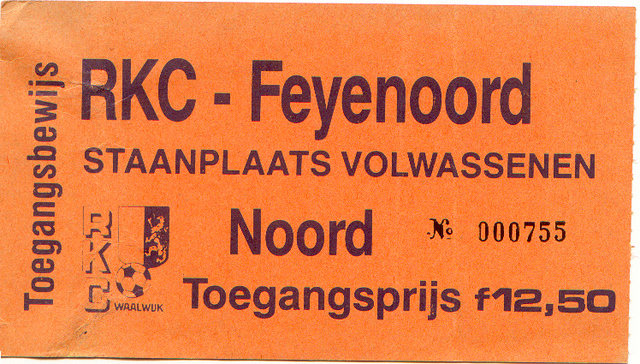 Toegangsbewijs
RKC - Feyenoord
STAANPLAATS VOLWASSENEN
Noord № 000755
RKC
WAALWIJK
Toegangsprijs f12,50